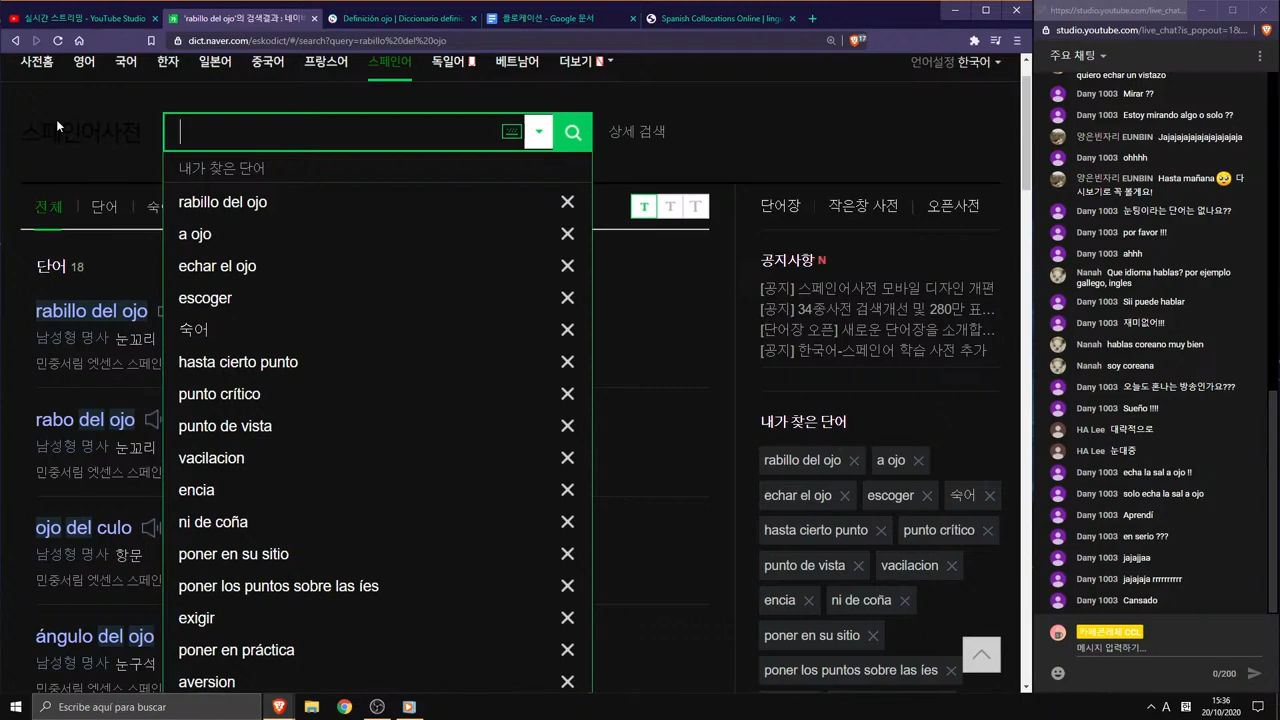 실시간 스트리밍 - YouTube Studio
'rabillo del ojo'의 검색결과 : 네이버
Definición ojo | Diccionario definic
클로케이션 - Google 문서
Spanish Collocations Online | lingu
dict.naver.com/eskodict/#/search?query=rabillo%20del%20ojo
17
사전홈 영어 국어 한자 일본어 중국어 프랑스어 스페인어 독일어 베트남어 더보기
언어설정 한국어
스페인어사전
상세 검색
내가 찾은 단어
rabillo del ojo
a ojo
echar el ojo
escoger
숙어
hasta cierto punto
punto crítico
punto de vista
vacilacion
encia
ni de coña
poner en su sitio
poner los puntos sobre las íes
exigir
poner en práctica
aversion
전체 단어
T T T
단어 18
rabillo del ojo
남성형 명사 눈꼬리
민중서림 엣센스 스페인
rabo del ojo
남성형 명사 눈꼬리
민중서림 엣센스 스페인
ojo del culo
남성형 명사 항문
민중서림 엣센스 스페인
ángulo del ojo
남성형 명사 눈구석
민중서림 엣센스 스페인
단어장 작은창 사전 오픈사전
공지사항 N
[공지] 스페인어사전 모바일 디자인 개편
[공지] 34종사전 검색개선 및 280만 표...
[단어장 오픈] 새로운 단어장을 소개합...
[공지] 한국어-스페인어 학습 사전 추가
내가 찾은 단어
rabillo del ojo a ojo
echar el ojo escoger 숙어
hasta cierto punto punto crítico
punto de vista vacilacion
encia ni de coña
poner en su sitio
poner los puntos sobre las íes
https://studio.youtube.com/live_c...
studio.youtube.com/live_chat?is_popout=1&...
주요 채팅
quiero echar un vistazo
Dany 1003 Mirar ??
Dany 1003 Estoy mirando algo o solo ??
양은빈자리 EUNBIN Jajajajajajajajajajaja
Dany 1003 ohhhh
양은빈자리 EUNBIN Hasta mañana 🥺 다
시보기로 꼭 볼게요!
Dany 1003 눈팅이라는 단어는 없나요??
Dany 1003 por favor !!!
Dany 1003 ahhh
Nanah Que idioma hablas? por ejemplo
gallego, ingles
Dany 1003 Sii puede hablar
Dany 1003 재미없어!!!
Nanah hablas coreano muy bien
Nanah soy coreana
Dany 1003 오늘도 혼나는 방송인가요???
Dany 1003 Sueño !!!!
HA Lee 대략적으로
HA Lee 눈대중
Dany 1003 echa la sal a ojo !!
Dany 1003 solo echa la sal a ojo
Dany 1003 Aprendí
Dany 1003 en serio ???
Dany 1003 jajajjaa
Dany 1003 jajajaja rrrrrrrrr
Dany 1003 Cansado
카페콘레체 CCL
메시지 입력하기...
0/200
Escribe aquí para buscar
A
15:36
20/10/2020